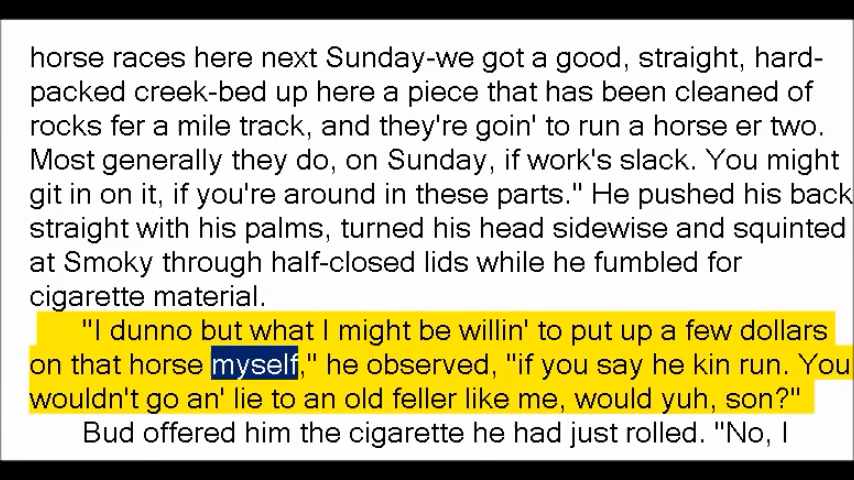 horse races here next Sunday-we got a good, straight, hard-
packed creek-bed up here a piece that has been cleaned of
rocks fer a mile track, and they're goin' to run a horse er two.
Most generally they do, on Sunday, if work's slack. You might
git in on it, if you're around in these parts." He pushed his back
straight with his palms, turned his head sidewise and squinted
at Smoky through half-closed lids while he fumbled for
cigarette material.
"I dunno but what I might be willin' to put up a few dollars
on that horse myself," he observed, "if you say he kin run. You
wouldn't go an' lie to an old feller like me, would yuh, son?"
Bud offered him the cigarette he had just rolled. "No, I